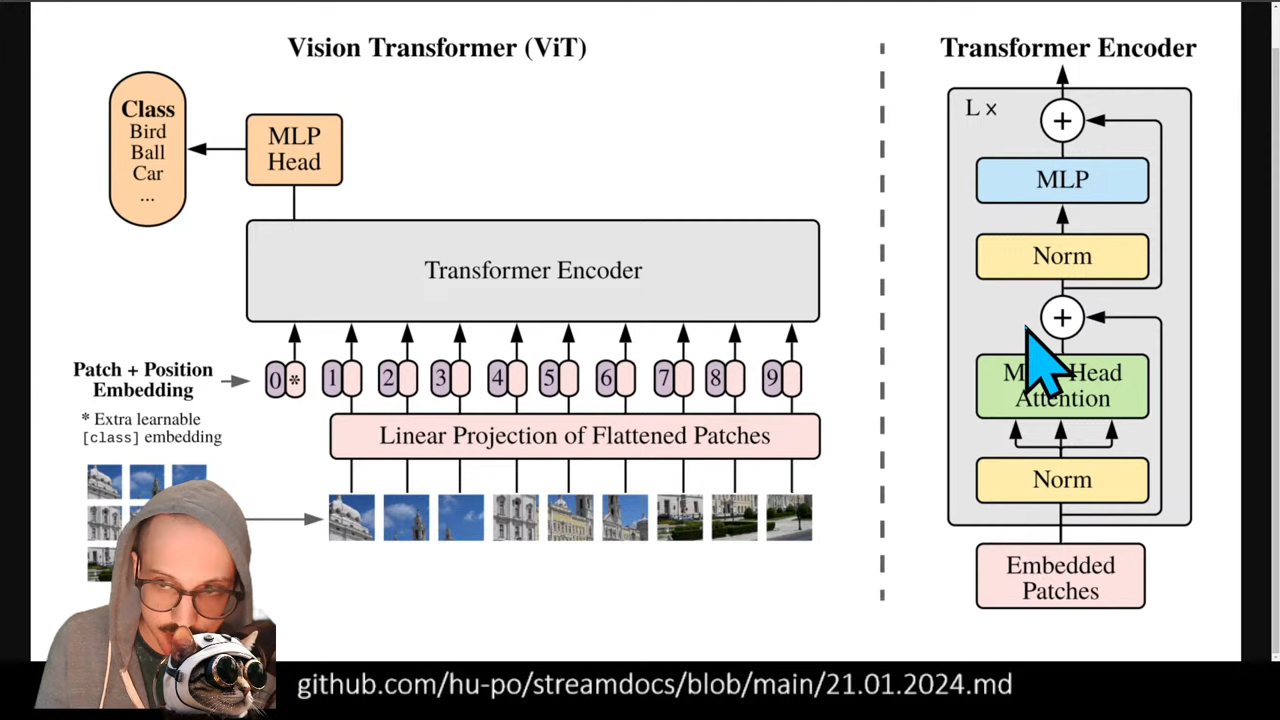 Vision Transformer (ViT)
Class
Bird
Ball
Car
...
MLP
Head
Transformer Encoder
Patch + Position
Embedding
* Extra learnable
[class] embedding
0 * 1 2 3 4 5 6 7 8 9
Linear Projection of Flattened Patches
Transformer Encoder
L ×
+
MLP
Norm
+
Head
Attention
Norm
Embedded
Patches
github.com/hu-po/streamdocs/blob/main/21.01.2024.md